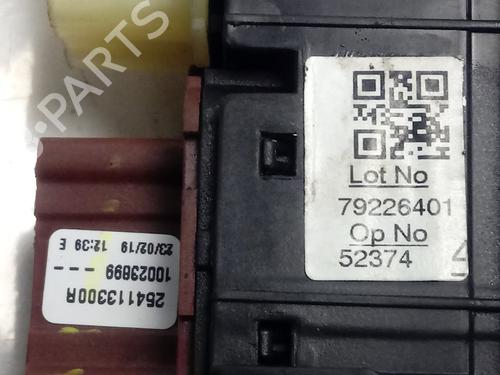 B-PARTS
Lot No
79226401
Op No
52374
254113300R
10023899 ---
23/02/19 12:39 E